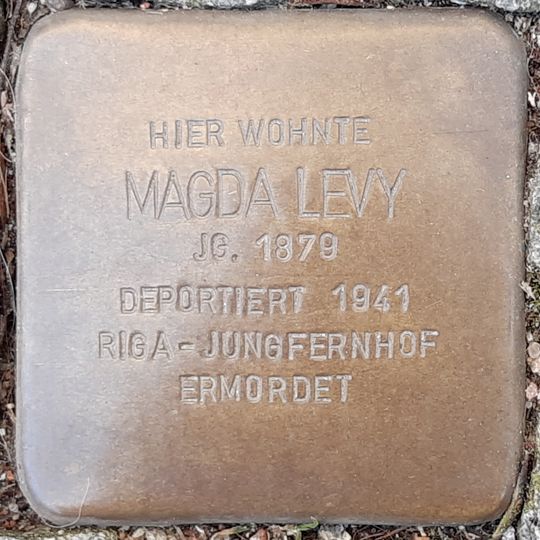 HIER WOHNTE
MAGDA LEVY
JG. 1879
DEPORTIERT 1941
RIGA-JUNGFERNHOF
ERMORDET